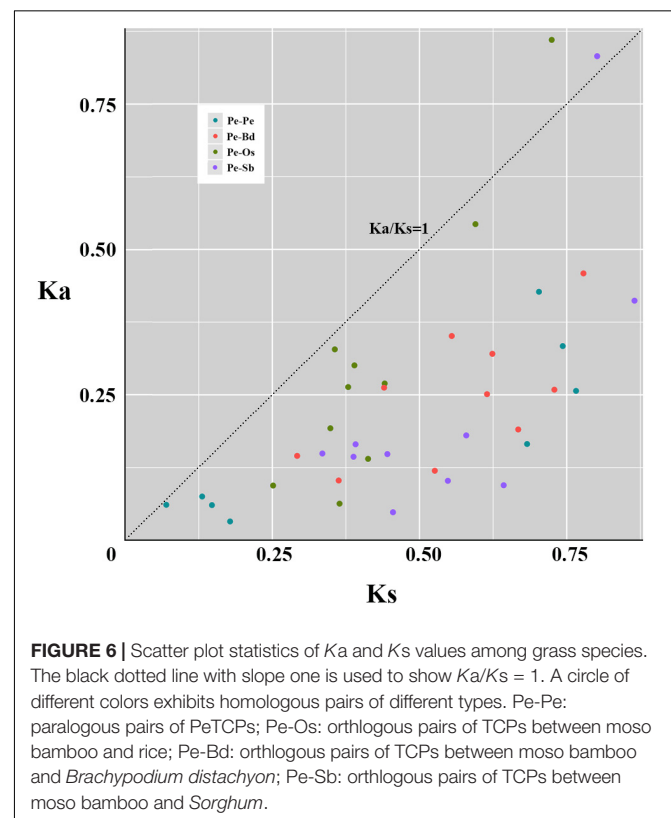 0.75
0.50
0.25
0
Ka
Pe-Pe
Pe-Bd
Pe-Os
Pe-Sb
Ka/Ks=1
0.25
0.50
0.75
Ks
FIGURE 6 | Scatter plot statistics of Ka and Ks values among grass species.
The black dotted line with slope one is used to show Ka/Ks = 1. A circle of
different colors exhibits homologous pairs of different types. Pe-Pe:
paralogous pairs of PeTCPs; Pe-Os: orthlogous pairs of TCPs between moso
bamboo and rice; Pe-Bd: orthlogous pairs of TCPs between moso bamboo
and Brachypodium distachyon; Pe-Sb: orthlogous pairs of TCPs between
moso bamboo and Sorghum.